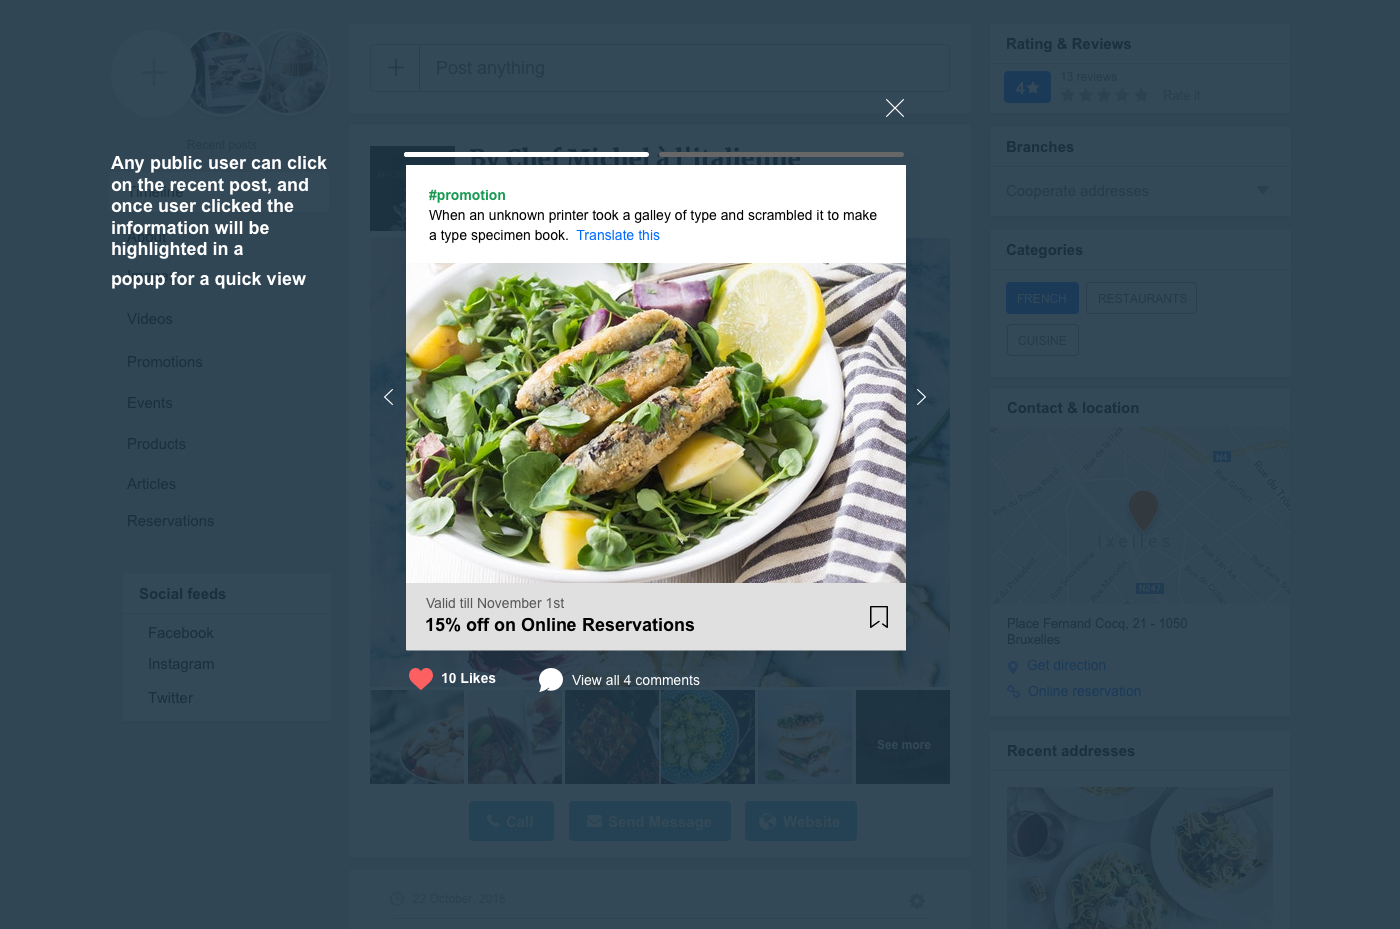 Post anything
Recent posts
Any public user can click
on the recent post, and
once user clicked the
information will be
highlighted in a
popup for a quick view
Timeline
About
Videos
Promotions
Events
Products
Articles
Reservations
Social feeds
Facebook
Instagram
Twitter
By Chef Michel à l'italienne
#promotion
When an unknown printer took a galley of type and scrambled it to make
a type specimen book. Translate this
Valid till November 1st
15% off on Online Reservations
10 Likes
View all 4 comments
See more
Call
Send Message
Website
22 October, 2018
Rating & Reviews
4
13 reviews
Rate it
Branches
Cooperate addresses
Categories
FRENCH
RESTAURANTS
CUISINE
Contact & location
Ixelles
Place Fernand Cocq, 21 - 1050
Bruxelles
Get direction
Online reservation
Recent addresses